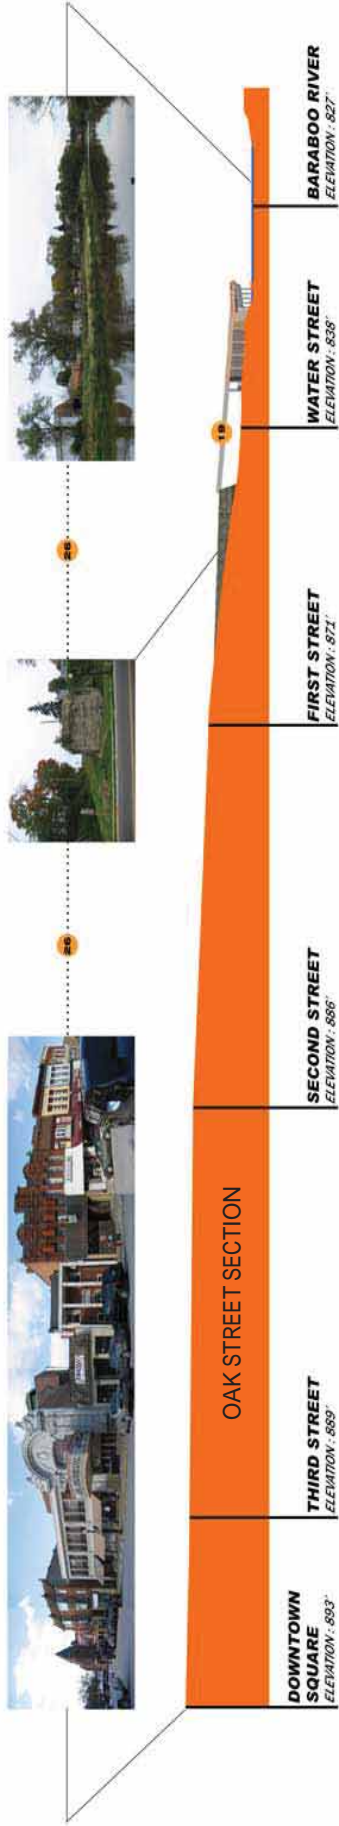 26
26
19
OAK STREET SECTION
DOWNTOWN
SQUARE
ELEVATION : 893'
THIRD STREET
ELEVATION : 889'
SECOND STREET
ELEVATION : 886'
FIRST STREET
ELEVATION : 871'
WATER STREET
ELEVATION : 838'
BARABOO RIVER
ELEVATION : 827'